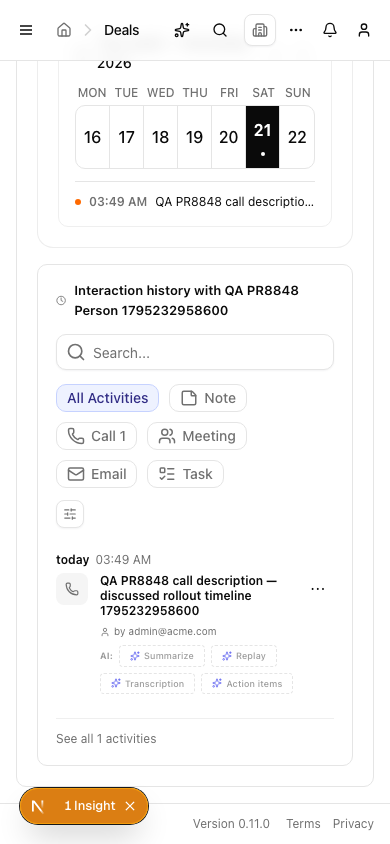 Deals
2026
MON TUE WED THU FRI SAT SUN
16 17 18 19 20 21 22
03:49 AM QA PR8848 call descriptio...
Interaction history with QA PR8848
Person 1795232958600
Search...
All Activities Note
Call 1 Meeting
Email Task
today 03:49 AM
QA PR8848 call description —
discussed rollout timeline
1795232958600
by admin@acme.com
AI: Summarize Replay
Transcription Action items
See all 1 activities
N 1 Insight
Version 0.11.0 Terms Privacy